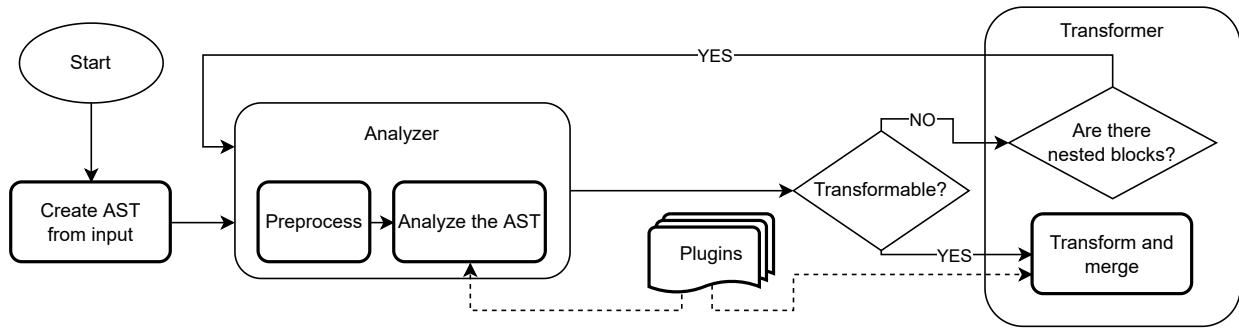 Transformer
Start
YES
Analyzer
NO
Are there
nested blocks?
Create AST
from input
Preprocess
Analyze the AST
Transformable?
Plugins
YES
Transform and
merge